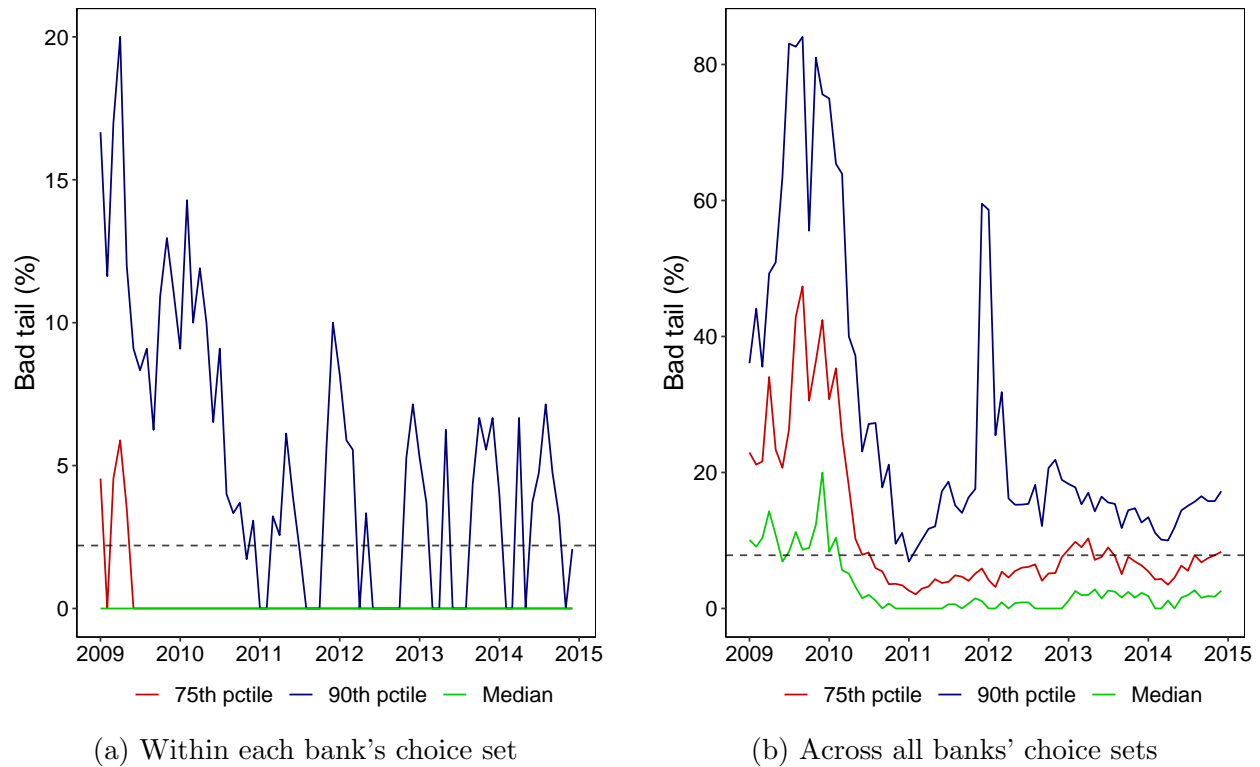 Bad tail (%)
20
15
10
5
0
2009 2010 2011 2012 2013 2014 2015
75th pctile 90th pctile Median
(a) Within each bank's choice set
Bad tail (%)
80
60
40
20
0
2009 2010 2011 2012 2013 2014 2015
75th pctile 90th pctile Median
(b) Across all banks' choice sets